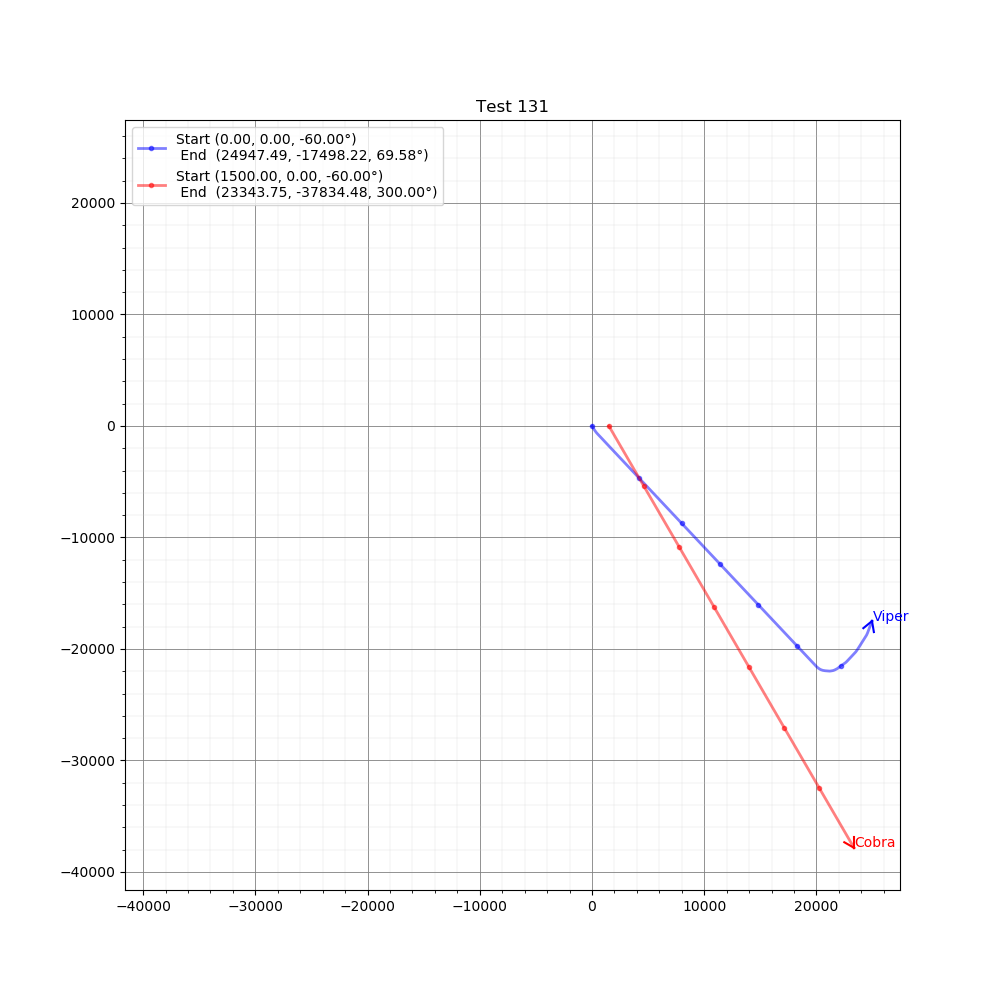 Test 131
Start (0.00, 0.00, -60.00°)
End (24947.49, -17498.22, 69.58°)
Start (1500.00, 0.00, -60.00°)
End (23343.75, -37834.48, 300.00°)
20000
10000
0
−10000
−20000
−30000
−40000
Viper
Cobra
−40000 −30000 −20000 −10000 0 10000 20000